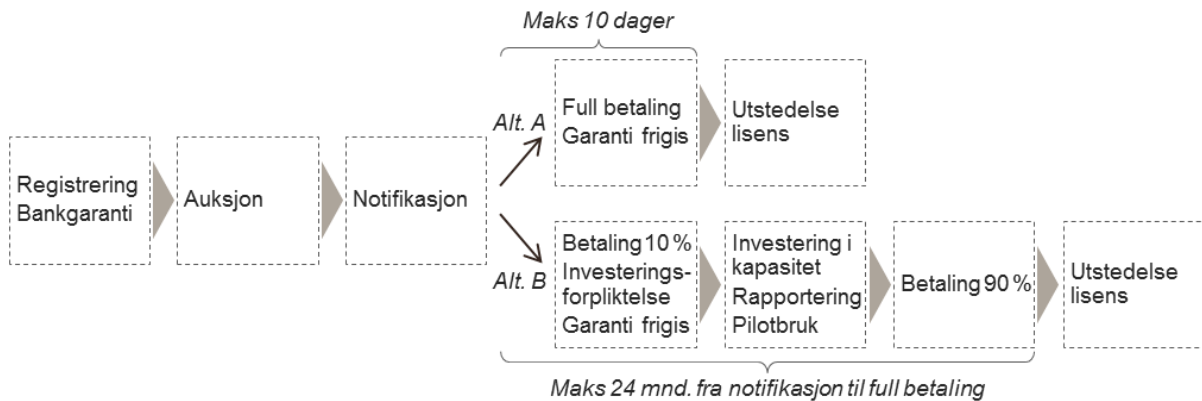 Maks 10 dager
Registrering
Bankgaranti
Auksjon
Notifikasjon
Alt. A
Full betaling
Garanti frigis
Utstedelse
lisens
Alt. B
Betaling 10 %
Investerings-
forpliktelse
Garanti frigis
Investering i
kapasitet
Rapportering
Pilotbruk
Betaling 90 %
Utstedelse
lisens
Maks 24 mnd. fra notifikasjon til full betaling